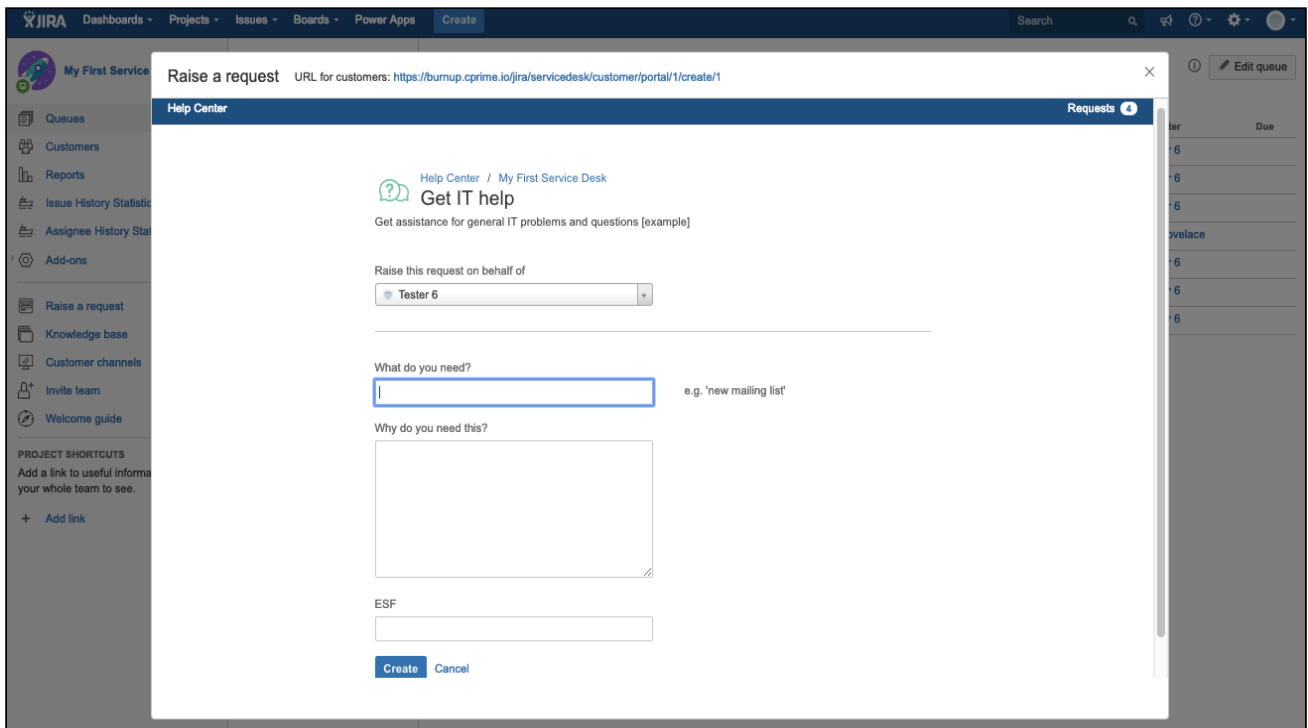 JIRA Dashboards Projects Issues Boards Power Apps Create Search
My First Service
Raise a request URL for customers: https://burnup.cprime.io/jira/servicedesk/customer/portal/1/create/1
Edit queue
Help Center Requests 4
Queues
Customers
Reports
Issue History Statistic
Assignee History Stat
Add-ons
Raise a request
Knowledge base
Customer channels
Invite team
Welcome guide
PROJECT SHORTCUTS
Add a link to useful informa
your whole team to see.
+ Add link
Help Center / My First Service Desk
Get IT help
Get assistance for general IT problems and questions [example]
Raise this request on behalf of
Tester 6
What do you need?
e.g. 'new mailing list'
Why do you need this?
ESF
Create Cancel
ter Due
r 6
r 6
r 6
ovelace
r 6
r 6
r 6